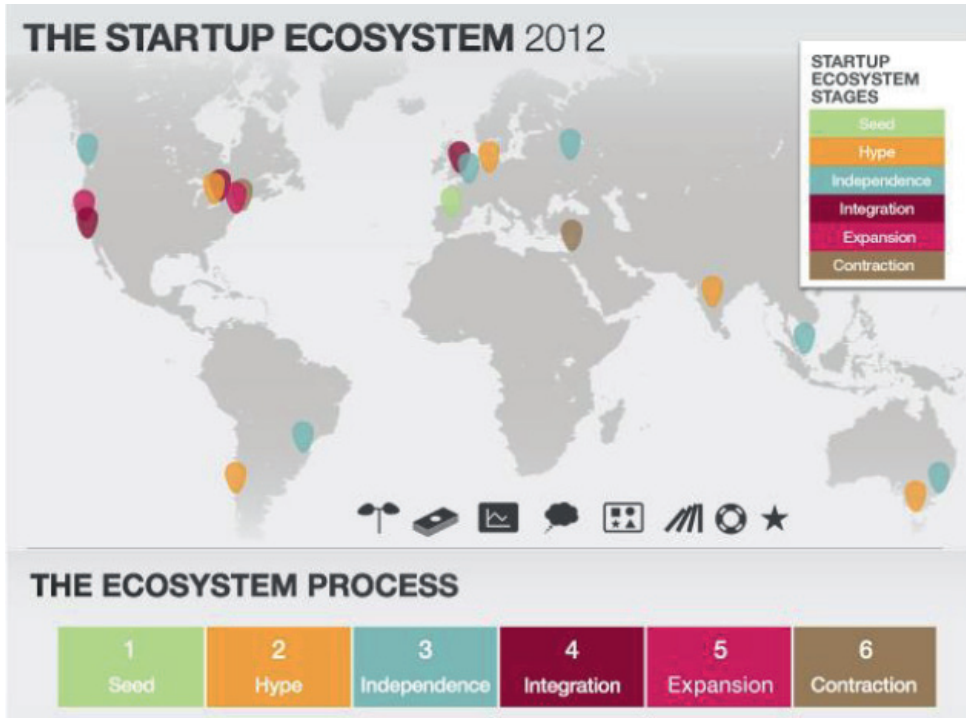 THE STARTUP ECOSYSTEM 2012
STARTUP
ECOSYSTEM
STAGES
Seed
Hype
Independence
Integration
Expansion
Contraction
THE ECOSYSTEM PROCESS
1
Seed
2
Hype
3
Independence
4
Integration
5
Expansion
6
Contraction